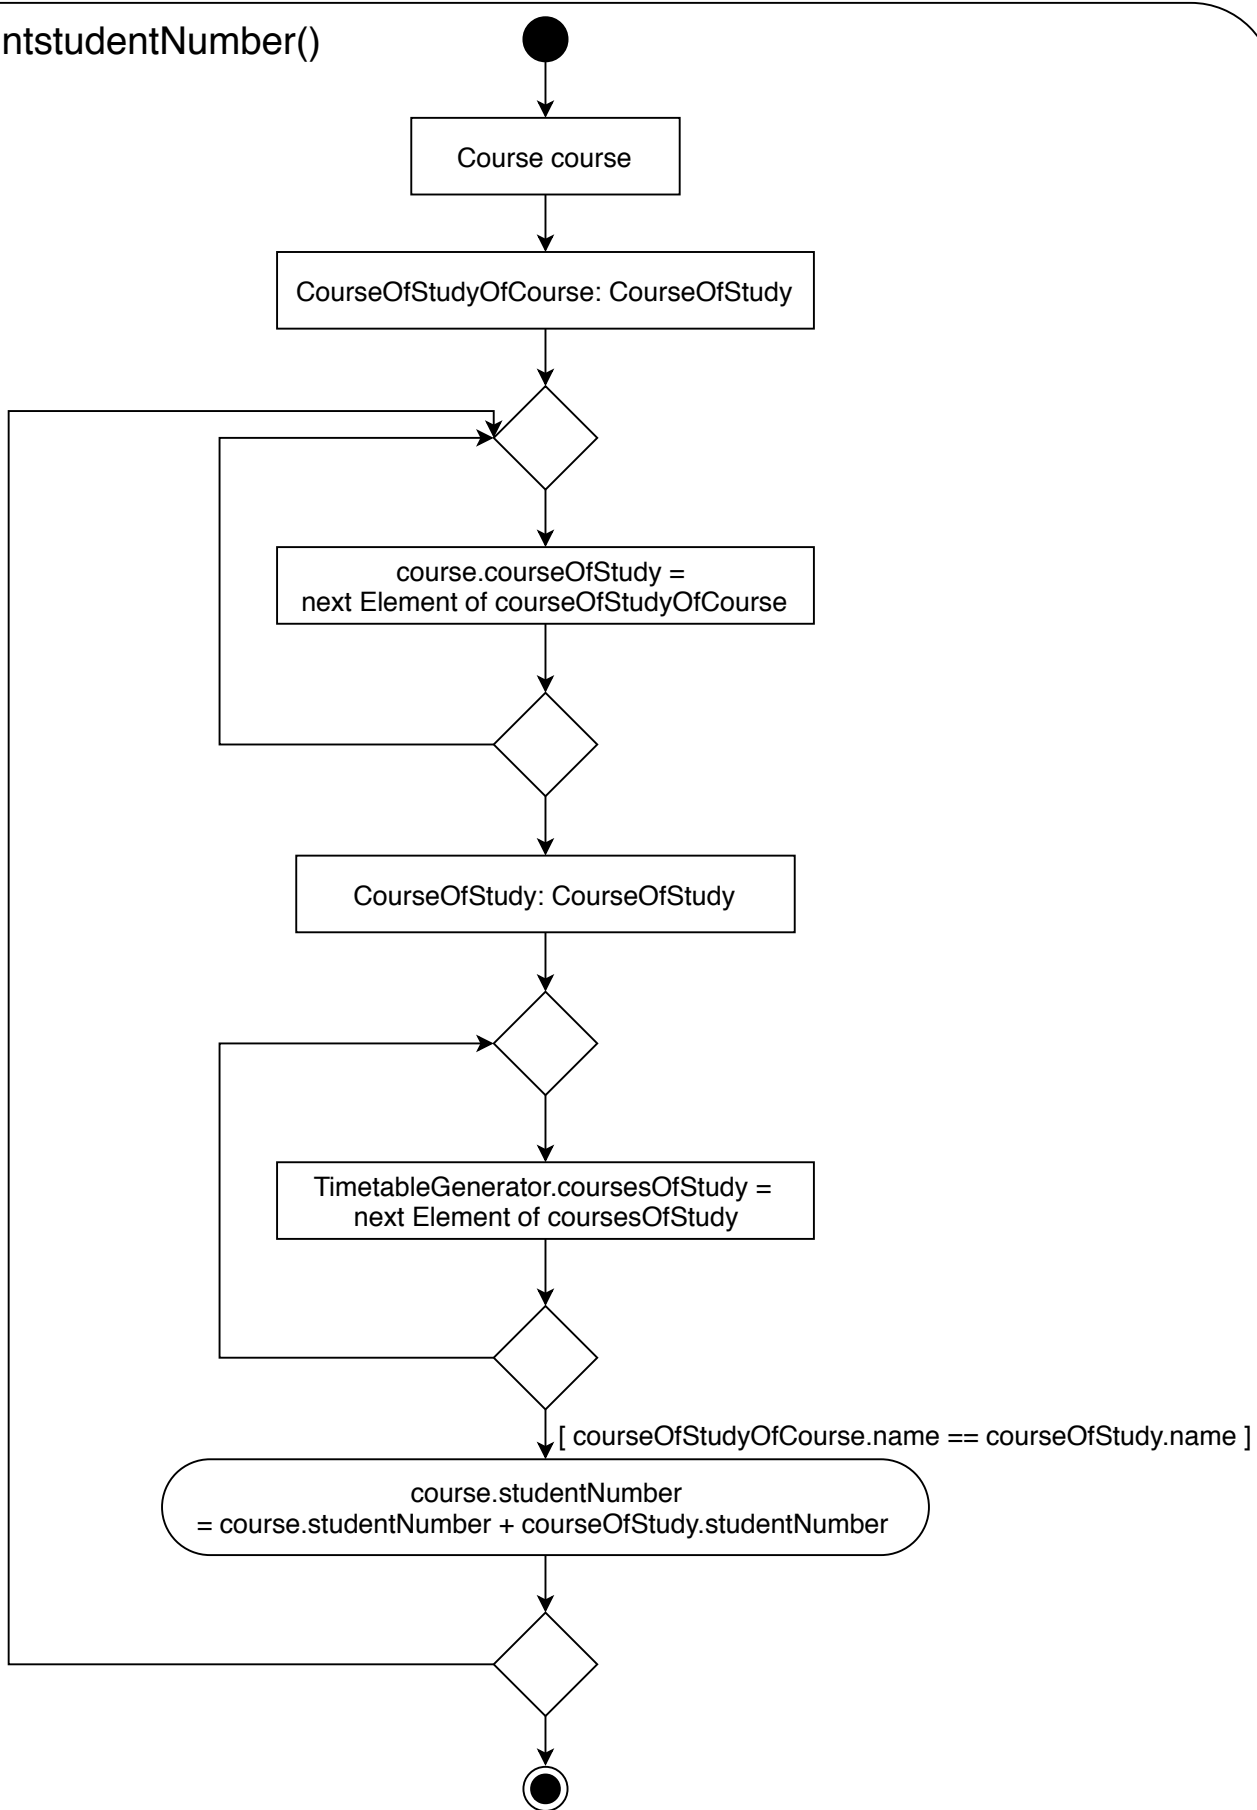 ntstudentNumber()
Course course
CourseOfStudyOfCourse: CourseOfStudy
course.courseOfStudy =
next Element of courseOfStudyOfCourse
CourseOfStudy: CourseOfStudy
TimetableGenerator.coursesOfStudy =
next Element of coursesOfStudy
[ courseOfStudyOfCourse.name == courseOfStudy.name ]
course.studentNumber
= course.studentNumber + courseOfStudy.studentNumber